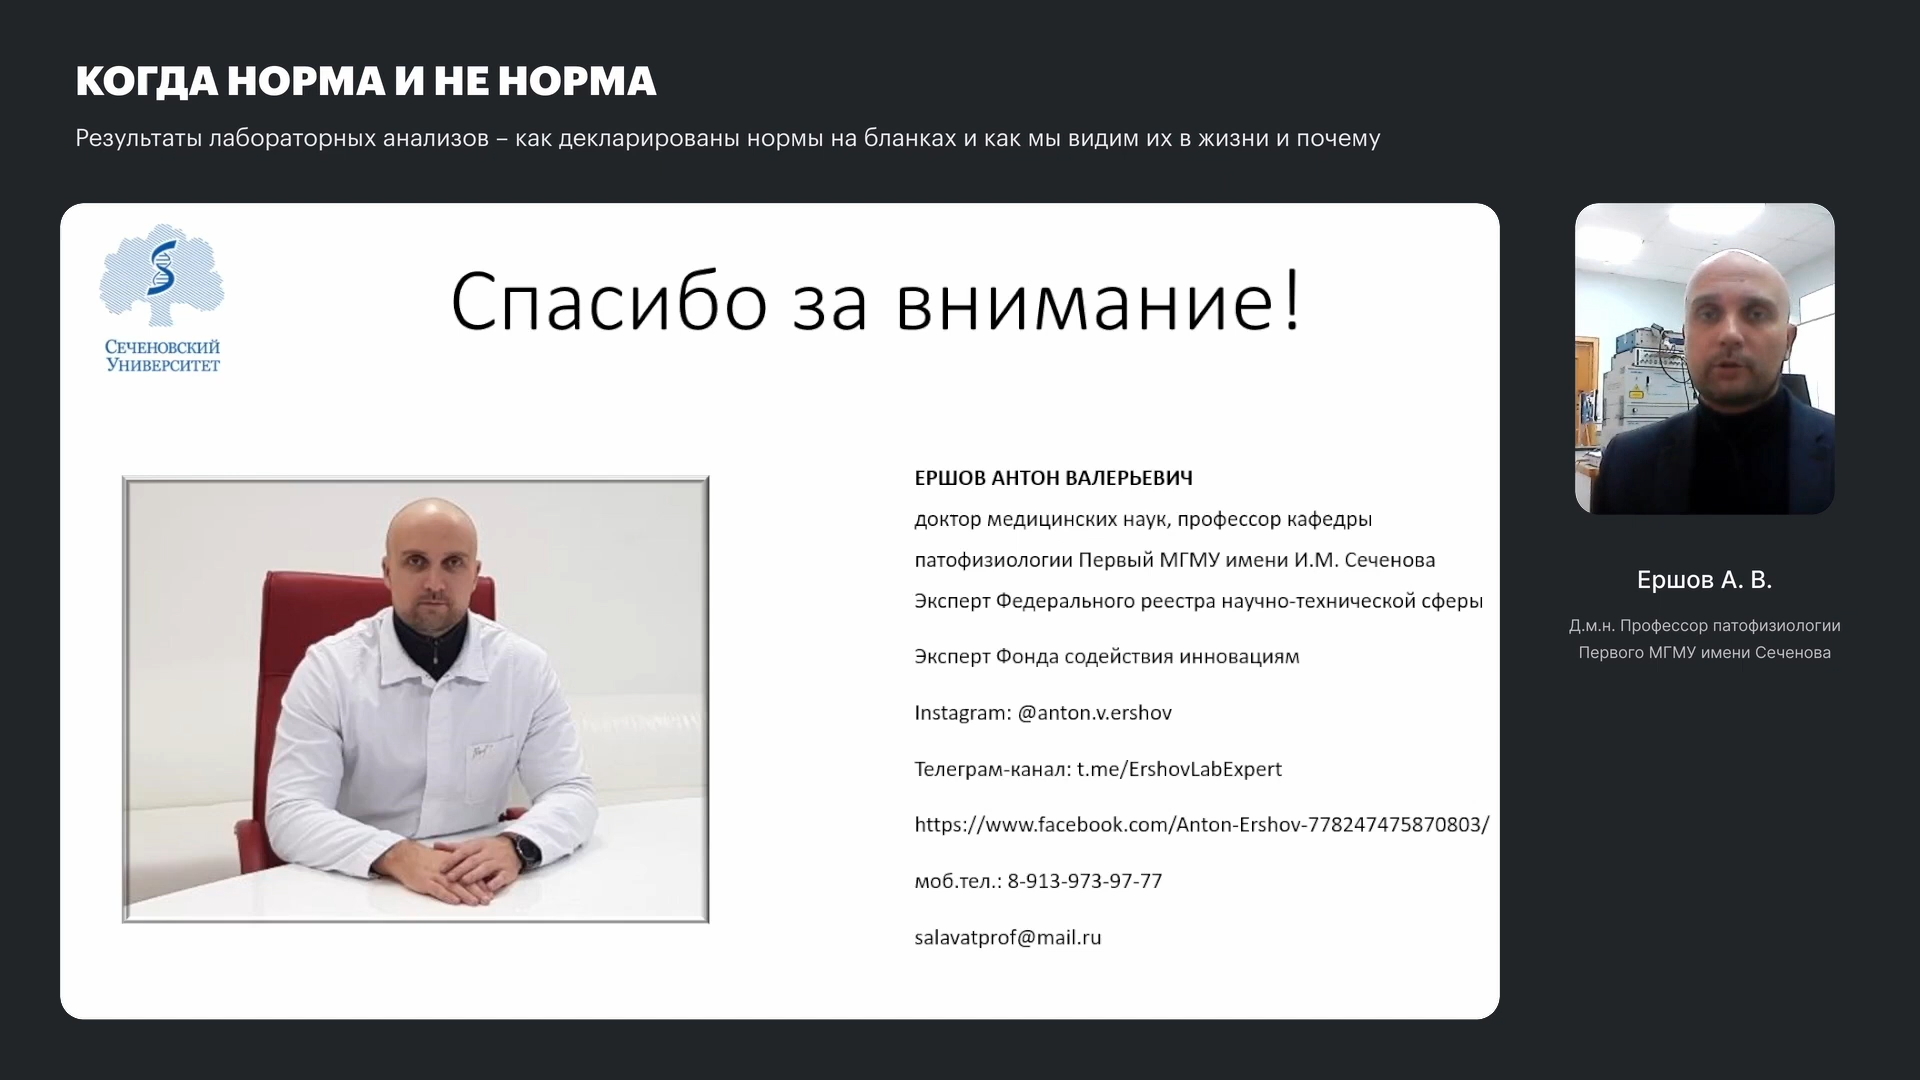 КОГДА НОРМА И НЕ НОРМА
Результаты лабораторных анализов – как декларированы нормы на бланках и как мы видим их в жизни и почему
СЕЧЕНОВСКИЙ
УНИВЕРСИТЕТ
Спасибо за внимание!
ЕРШОВ АНТОН ВАЛЕРЬЕВИЧ
доктор медицинских наук, профессор кафедры
патофизиологии Первый МГМУ имени И.М. Сеченова
Эксперт Федерального реестра научно-технической сферы
Эксперт Фонда содействия инновациям
Instagram: @anton.v.ershov
Телеграм-канал: t.me/ErshovLabExpert
https://www.facebook.com/Anton-Ershov-778247475870803/
моб.тел.: 8-913-973-97-77
salavatprof@mail.ru
Ершов А. В.
Д.м.н. Профессор патофизиологии
Первого МГМУ имени Сеченова